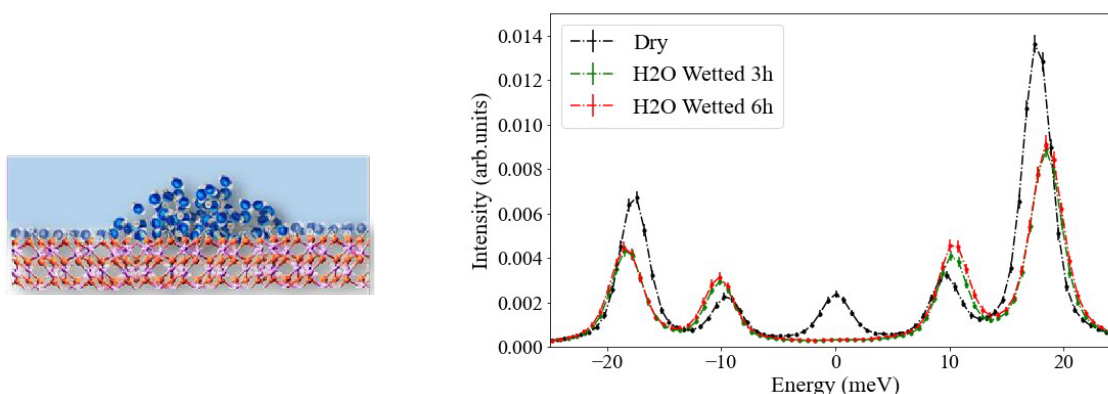 Dry
H2O Wetted 3h
H2O Wetted 6h
Intensity (arb.units)
0.014
0.012
0.010
0.008
0.006
0.004
0.002
0.000
−20
−10
0
10
20
Energy (meV)